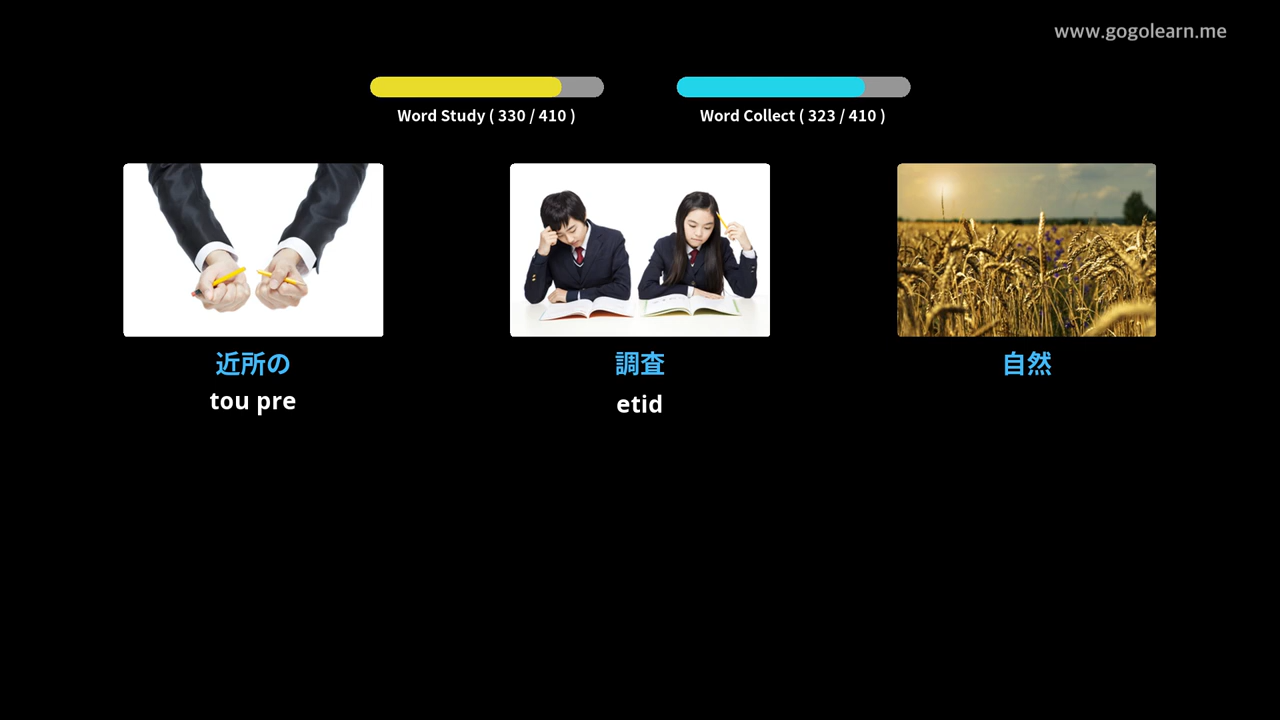 www.gogolearn.me
Word Study ( 330 / 410 )
Word Collect ( 323 / 410 )
近所の
tou pre
調査
etid
自然